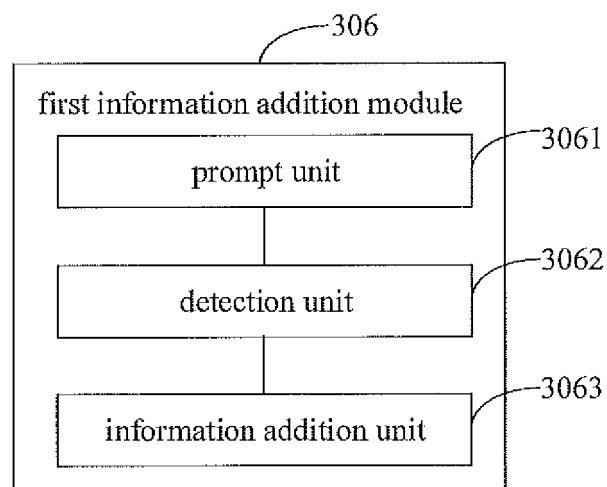 306
first information addition module
3061
prompt unit
3062
detection unit
3063
information addition unit